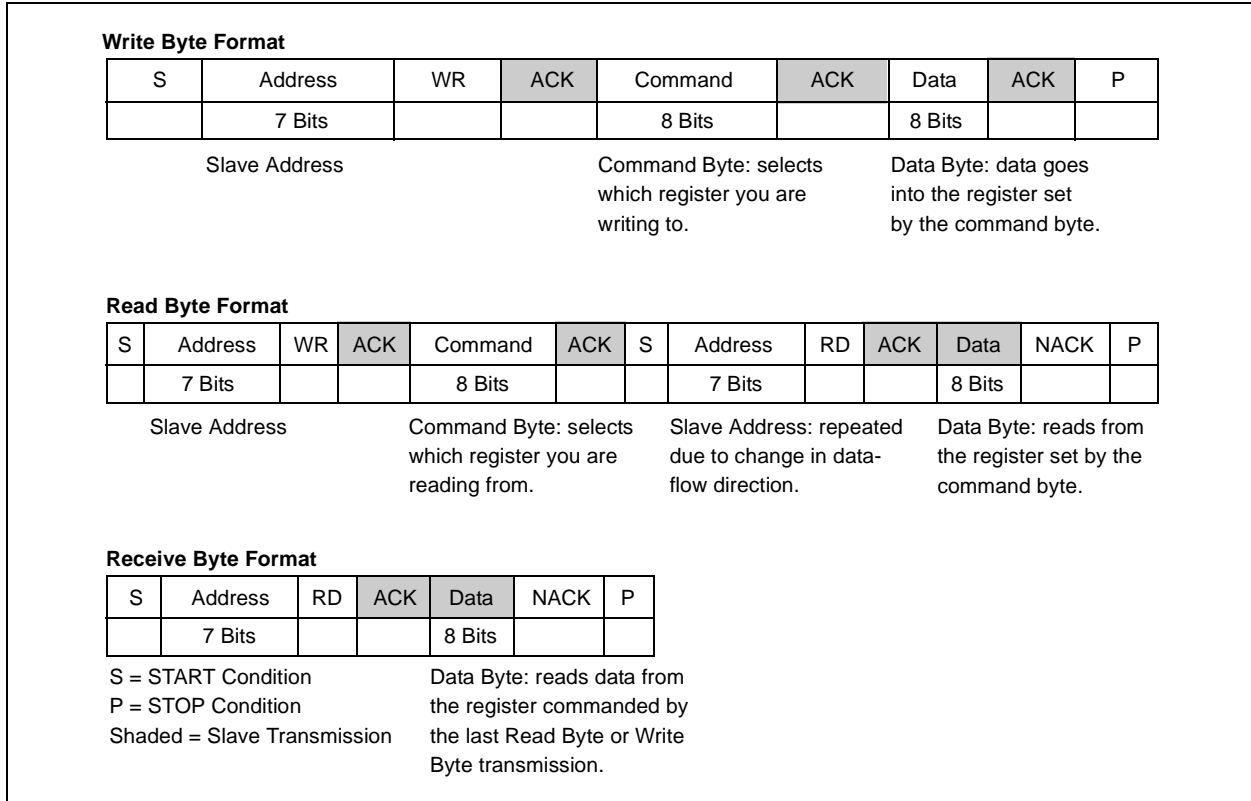 Write Byte Format
S Address WR ACK Command ACK Data ACK P
7 Bits 8 Bits 8 Bits
Slave Address
Command Byte: selects
which register you are
writing to.
Data Byte: data goes
into the register set
by the command byte.
Read Byte Format
S Address WR ACK Command ACK S Address RD ACK Data NACK P
7 Bits 8 Bits 7 Bits 8 Bits
Slave Address
Command Byte: selects
which register you are
reading from.
Slave Address: repeated
due to change in data-
flow direction.
Data Byte: reads from
the register set by the
command byte.
Receive Byte Format
S Address RD ACK Data NACK P
7 Bits 8 Bits
S = START Condition
P = STOP Condition
Shaded = Slave Transmission
Data Byte: reads data from
the register commanded by
the last Read Byte or Write
Byte transmission.